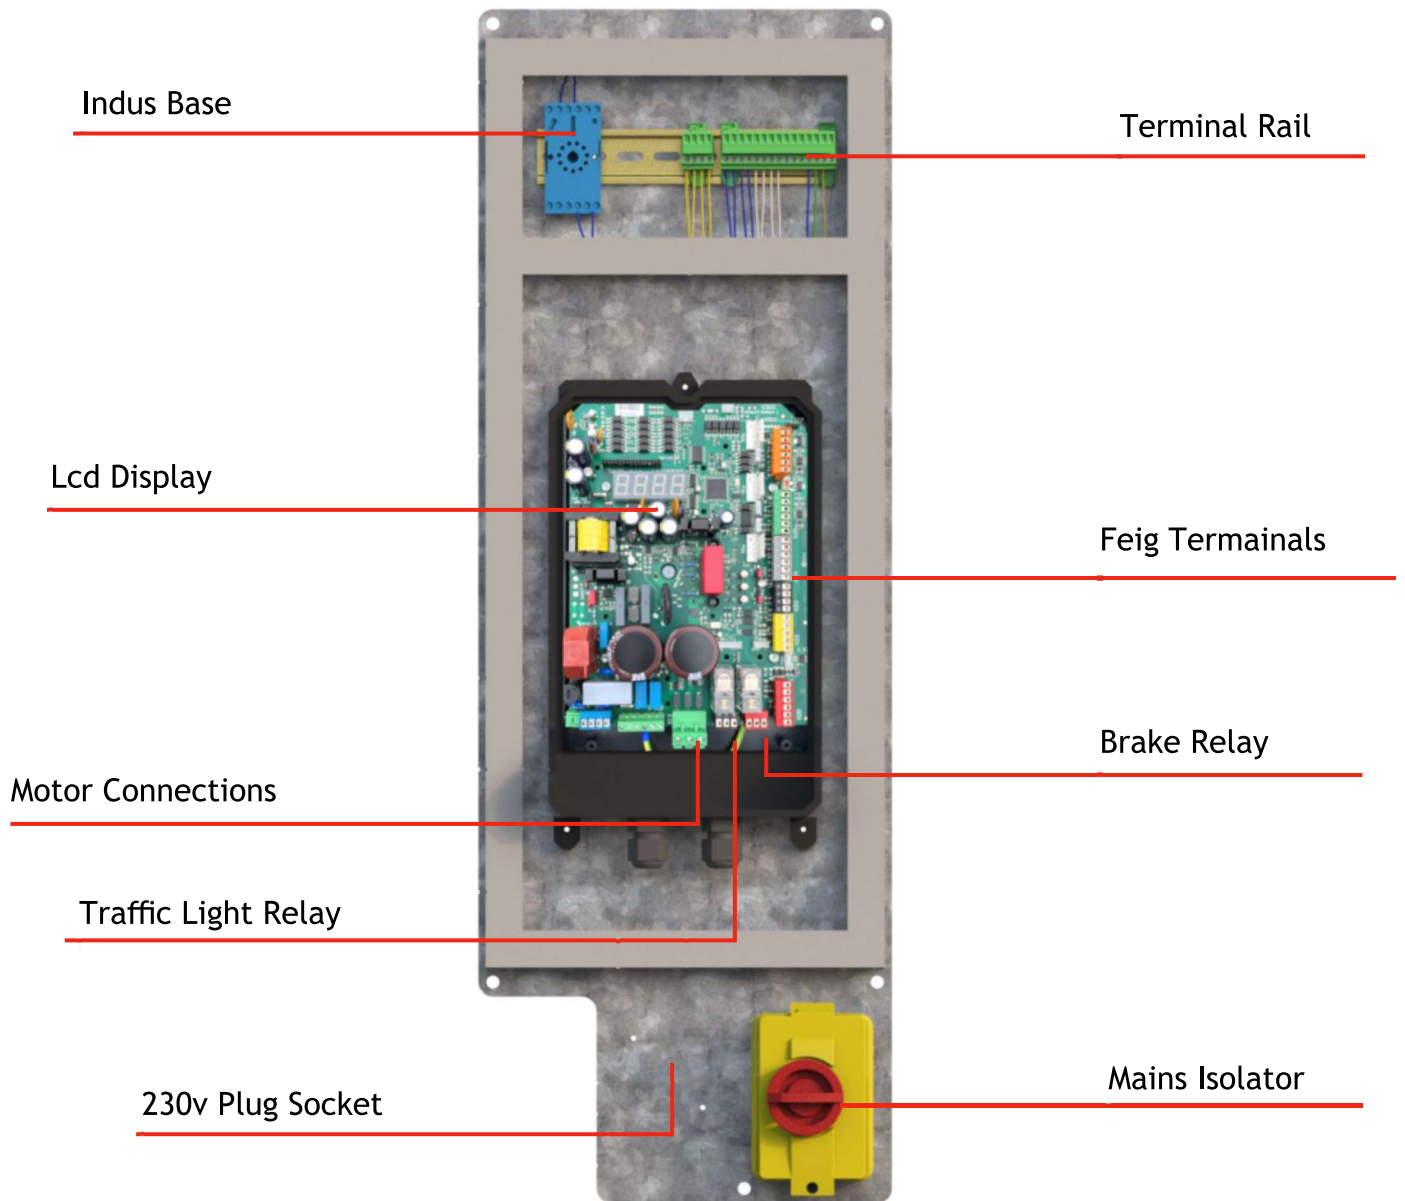 Indus Base
Terminal Rail
Lcd Display
Feig Termainals
Brake Relay
Motor Connections
Traffic Light Relay
Mains Isolator
230v Plug Socket